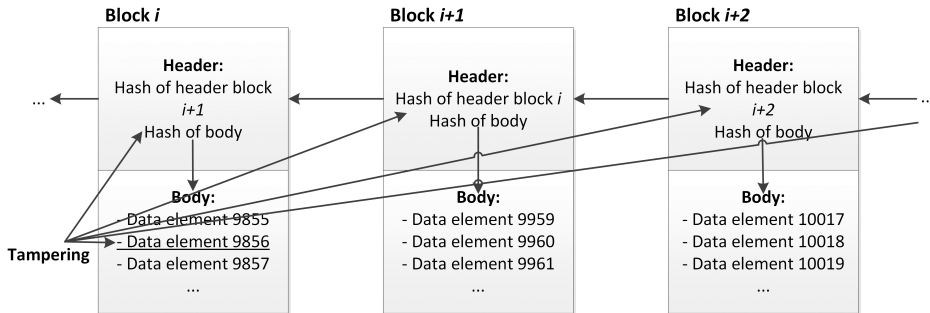 Block i
Block i+1
Block i+2
Header:
Hash of header block
i+1
Hash of body
Header:
Hash of header block i
Hash of body
Header:
Hash of header block
i+2
Hash of body
...
..
Tampering
Body:
- Data element 9855
- Data element 9856
- Data element 9857
...
Body:
- Data element 9959
- Data element 9960
- Data element 9961
...
Body:
- Data element 10017
- Data element 10018
- Data element 10019
...